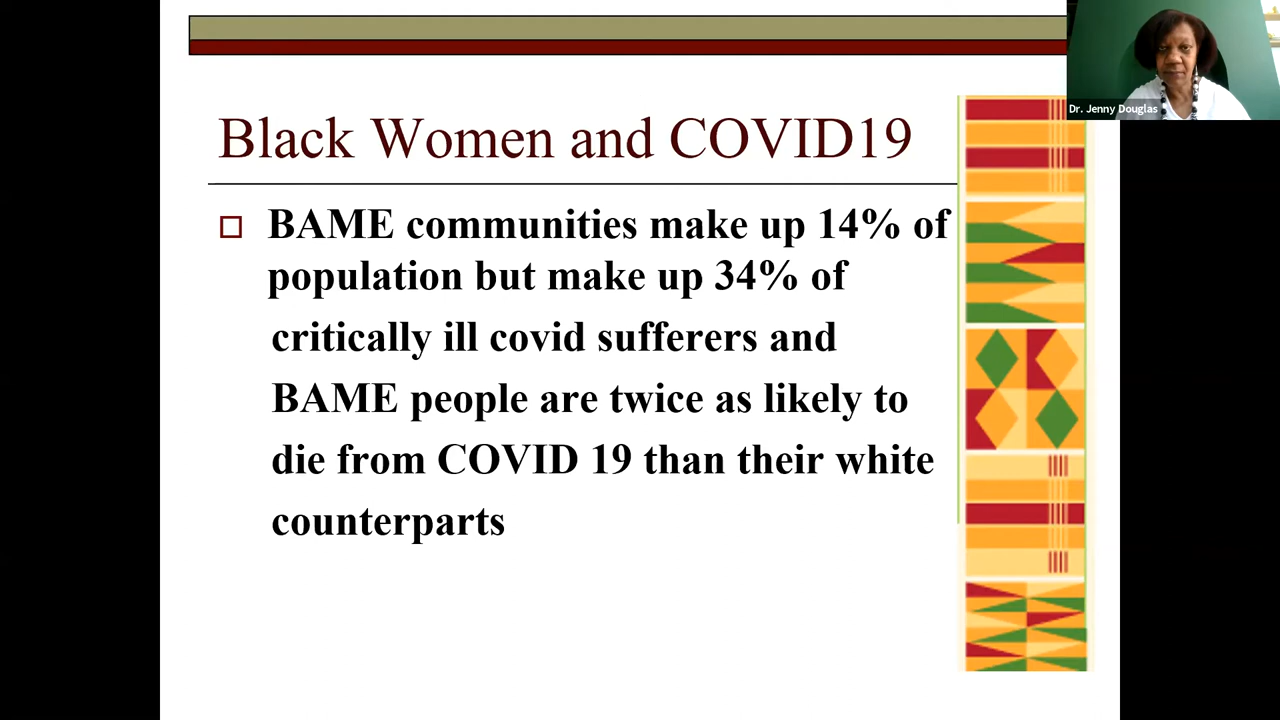 Dr. Jenny Douglas
Black Women and COVID19
BAME communities make up 14% of
population but make up 34% of
critically ill covid sufferers and
BAME people are twice as likely to
die from COVID 19 than their white
counterparts